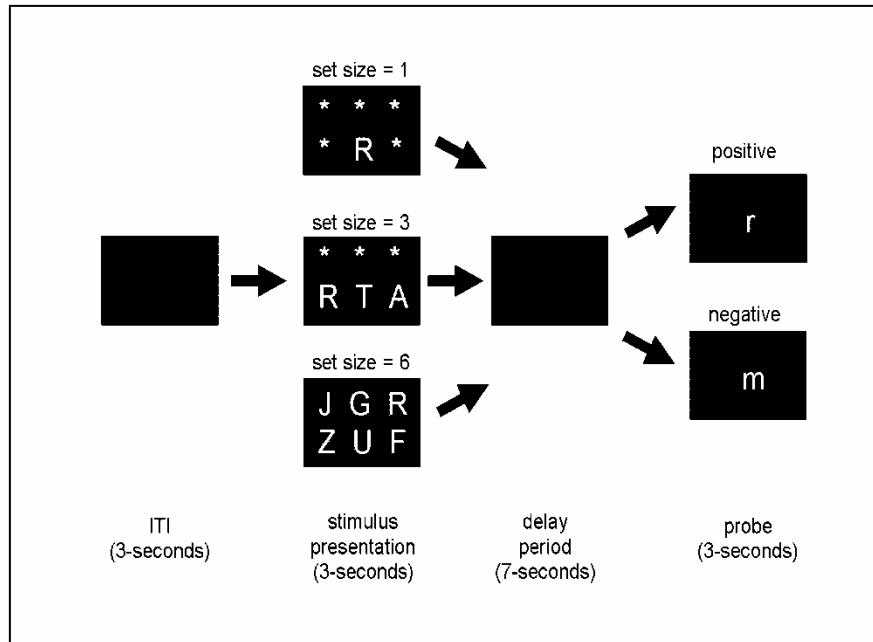 set size = 1
* * *
* R *
set size = 3
* * *
R T A
set size = 6
J G R
Z U F
positive
r
negative
m
ITI
(3-seconds)
stimulus
presentation
(3-seconds)
delay
period
(7-seconds)
probe
(3-seconds)